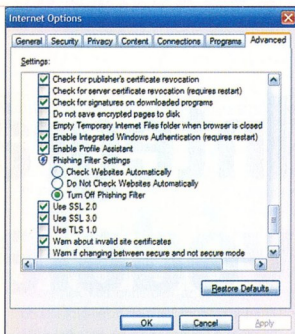 Internet Options
General Security Privacy Content Connections Programs Advanced
Settings:
Check for publisher's certificate revocation
Check for server certificate revocation (requires restart)
Check for signatures on downloaded programs
Do not save encrypted pages to disk
Empty Temporary Internet Files folder when browser is closed
Enable Integrated Windows Authentication (requires restart)
Enable Profile Assistant
Phishing Filter Settings
Check Websites Automatically
Do Not Check Websites Automatically
Turn Off Phishing Filter
Use SSL 2.0
Use SSL 3.0
Use TLS 1.0
Warn about invalid site certificates
Warn if changing between secure and not secure mode
Restore Defaults
OK Cancel Apply